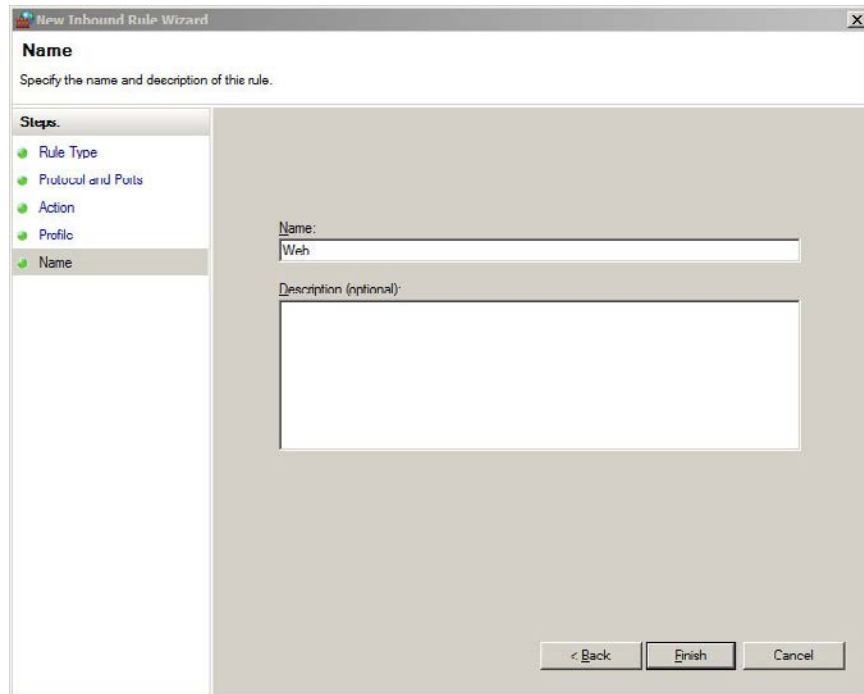 New Inbound Rule Wizard
X
Name
Specify the name and description of this rule.
Steps:
Rule Type
Protocol and Ports
Action
Profile
Name
Name:
Web
Description (optional):
< Back
Finish
Cancel